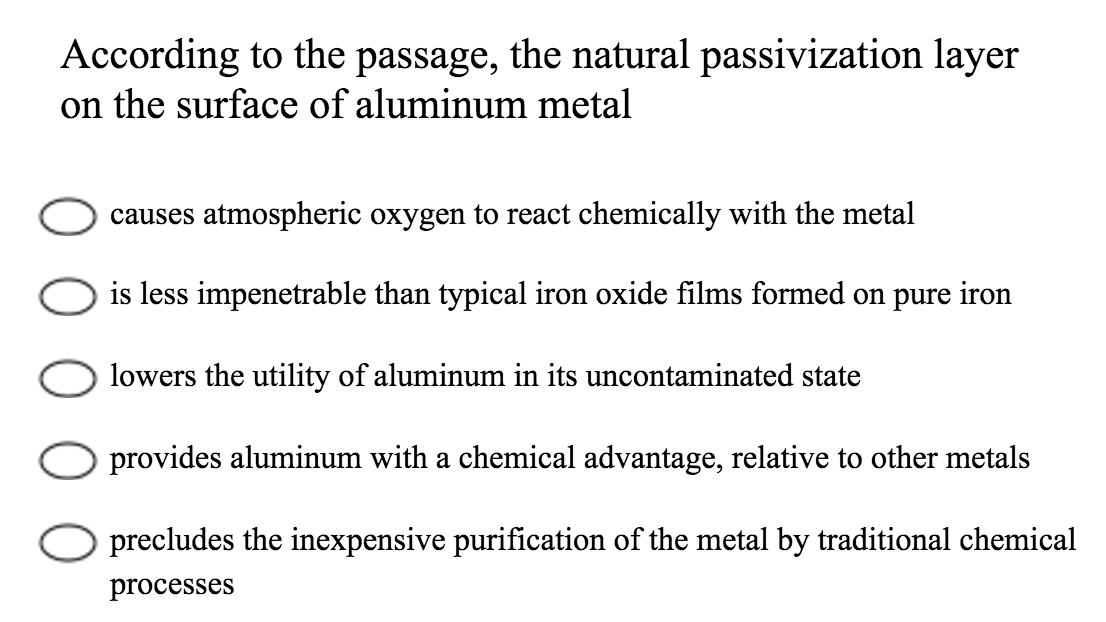 According to the passage, the natural passivization layer
on the surface of aluminum metal
causes atmospheric oxygen to react chemically with the metal
is less impenetrable than typical iron oxide films formed on pure iron
lowers the utility of aluminum in its uncontaminated state
provides aluminum with a chemical advantage, relative to other metals
precludes the inexpensive purification of the metal by traditional chemical
processes